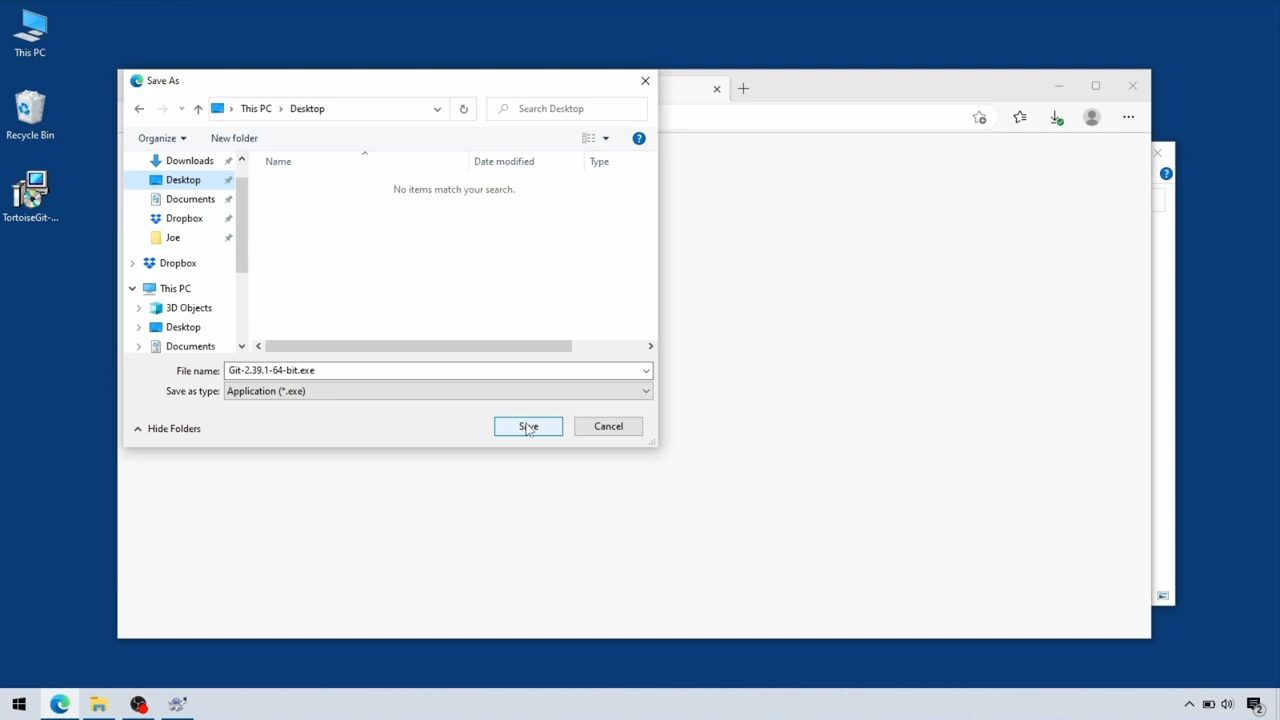 This PC
Recycle Bin
TortoiseGit-...
Save As
This PC > Desktop
Search Desktop
Organize
New folder
Name
Date modified
Type
No items match your search.
Downloads
Desktop
Documents
Dropbox
Joe
Dropbox
This PC
3D Objects
Desktop
Documents
File name: Git-2.39.1-64-bit.exe
Save as type: Application (*.exe)
Hide Folders
Save
Cancel
2